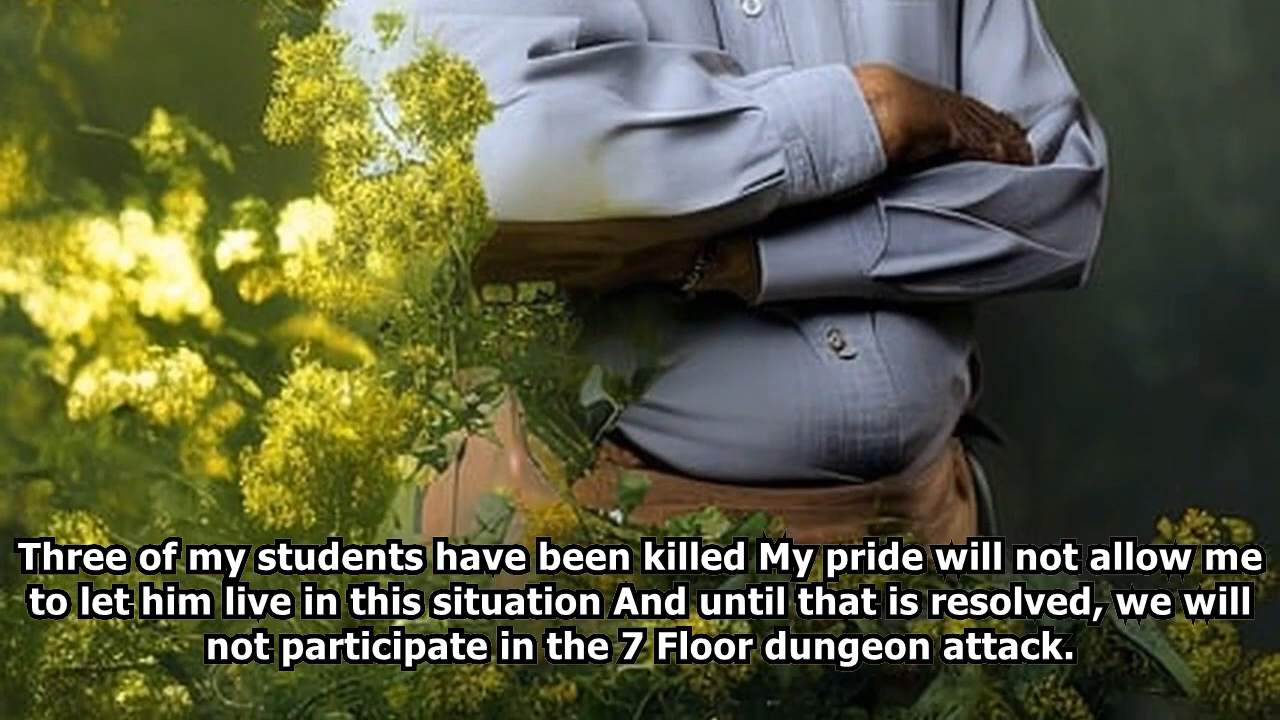 Three of my students have been killed My pride will not allow me
to let him live in this situation And until that is resolved, we will
not participate in the 7 Floor dungeon attack.